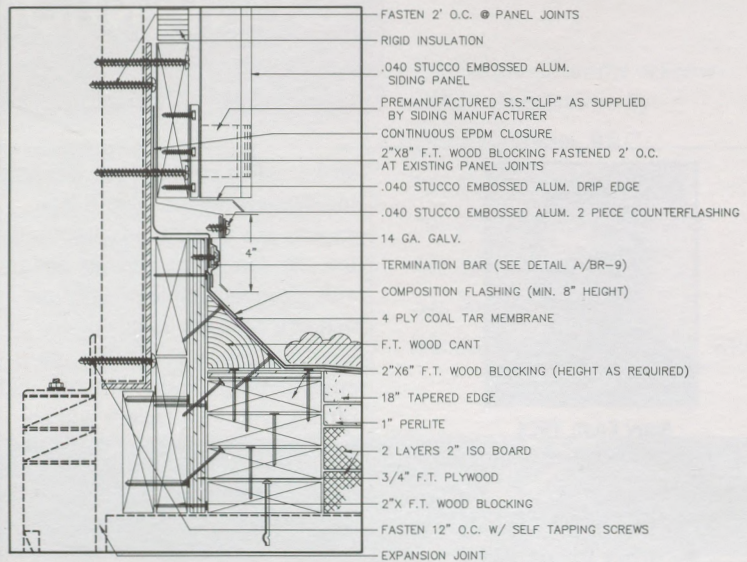 FASTEN 2' O.C. @ PANEL JOINTS
RIGID INSULATION
.040 STUCCO EMBOSSED ALUM.
SIDING PANEL
PREMANUFACTURED S.S."CLIP" AS SUPPLIED
BY SIDING MANUFACTURER
CONTINUOUS EPDM CLOSURE
2"X8" F.T. WOOD BLOCKING FASTENED 2' O.C.
AT EXISTING PANEL JOINTS
.040 STUCCO EMBOSSED ALUM. DRIP EDGE
.040 STUCCO EMBOSSED ALUM. 2 PIECE COUNTERFLASHING
14 GA. GALV.
4"
TERMINATION BAR (SEE DETAIL A/BR-9)
COMPOSITION FLASHING (MIN. 8" HEIGHT)
4 PLY COAL TAR MEMBRANE
F.T. WOOD CANT
2"X6" F.T. WOOD BLOCKING (HEIGHT AS REQUIRED)
18" TAPERED EDGE
1" PERLITE
2 LAYERS 2" ISO BOARD
3/4" F.T. PLYWOOD
2"X F.T. WOOD BLOCKING
FASTEN 12" O.C. W/ SELF TAPPING SCREWS
EXPANSION JOINT